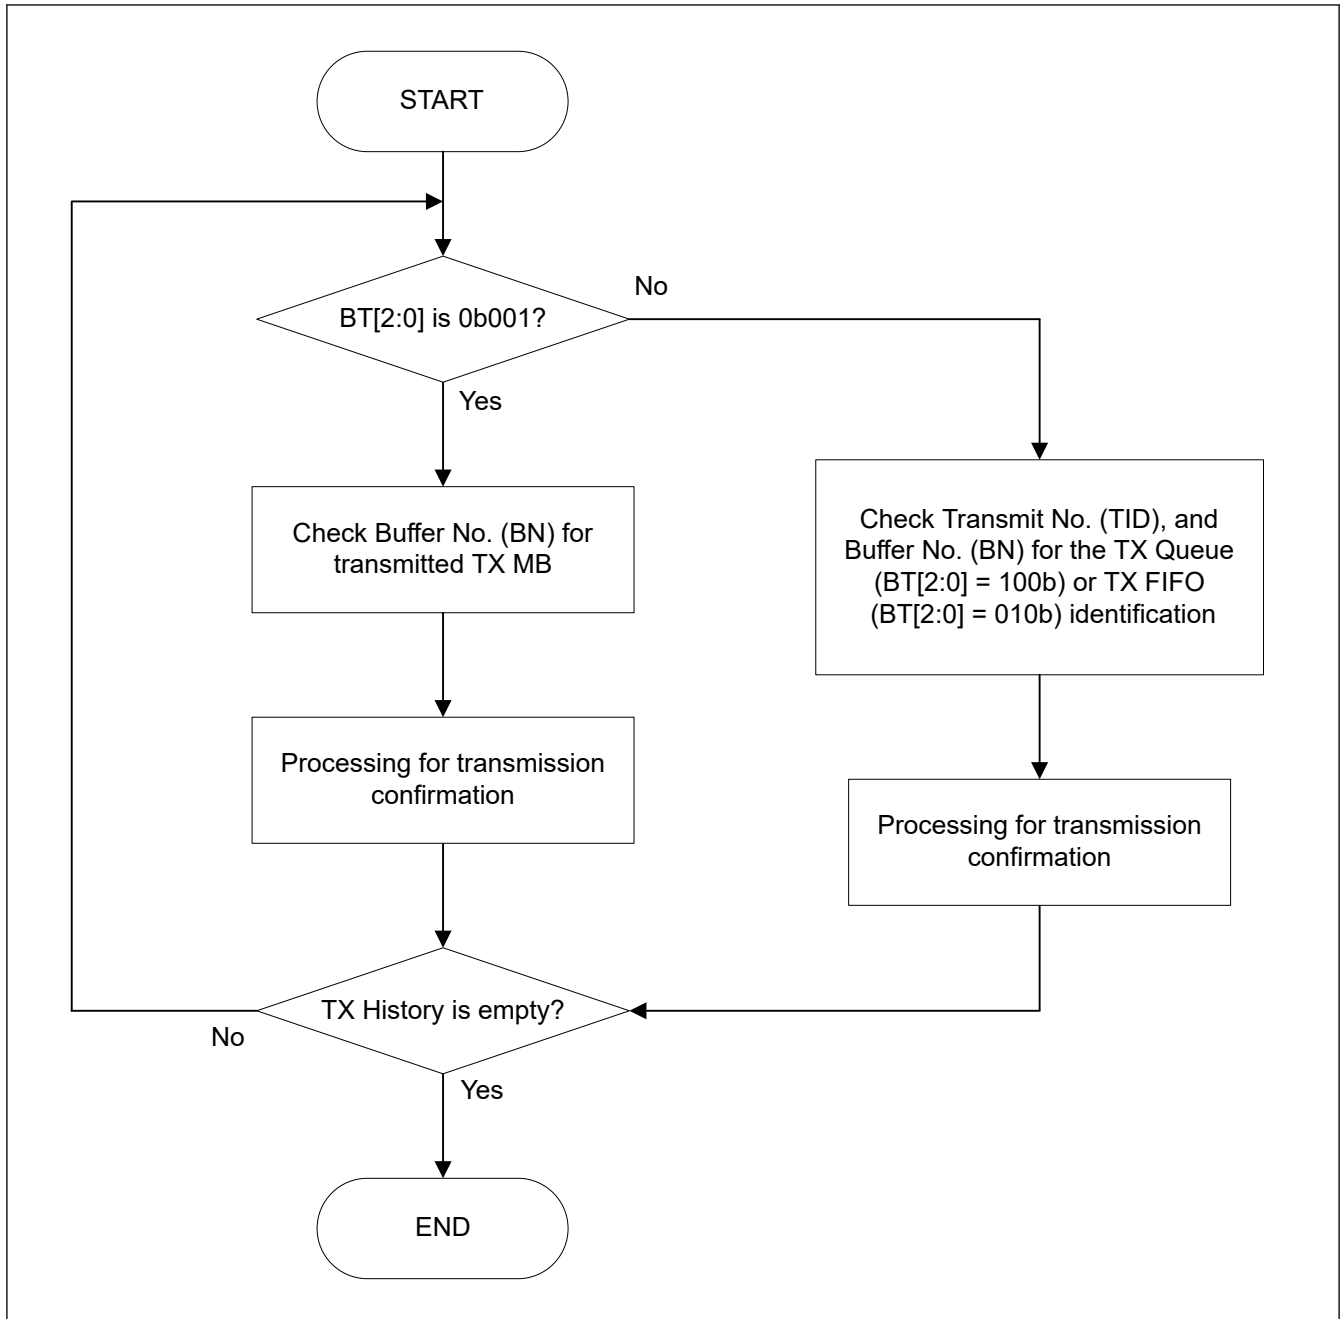 START
BT[2:0] is 0b001?
No
Yes
Check Buffer No. (BN) for
transmitted TX MB
Check Transmit No. (TID), and
Buffer No. (BN) for the TX Queue
(BT[2:0] = 100b) or TX FIFO
(BT[2:0] = 010b) identification
Processing for transmission
confirmation
Processing for transmission
confirmation
TX History is empty?
No
Yes
END